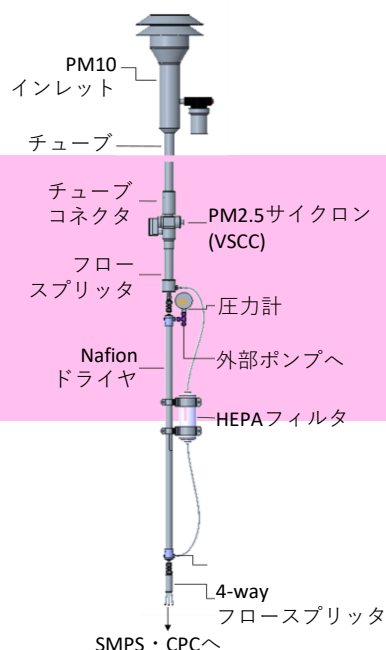 PM10
インレット
チューブ
チューブ
コネクタ
PM2.5サイクロン
(VSCC)
フロー
スプリッタ
圧力計
Nafion
ドライヤ
外部ポンプへ
HEPAフィルタ
4-way
フロースプリッタ
SMPS・CPCへ